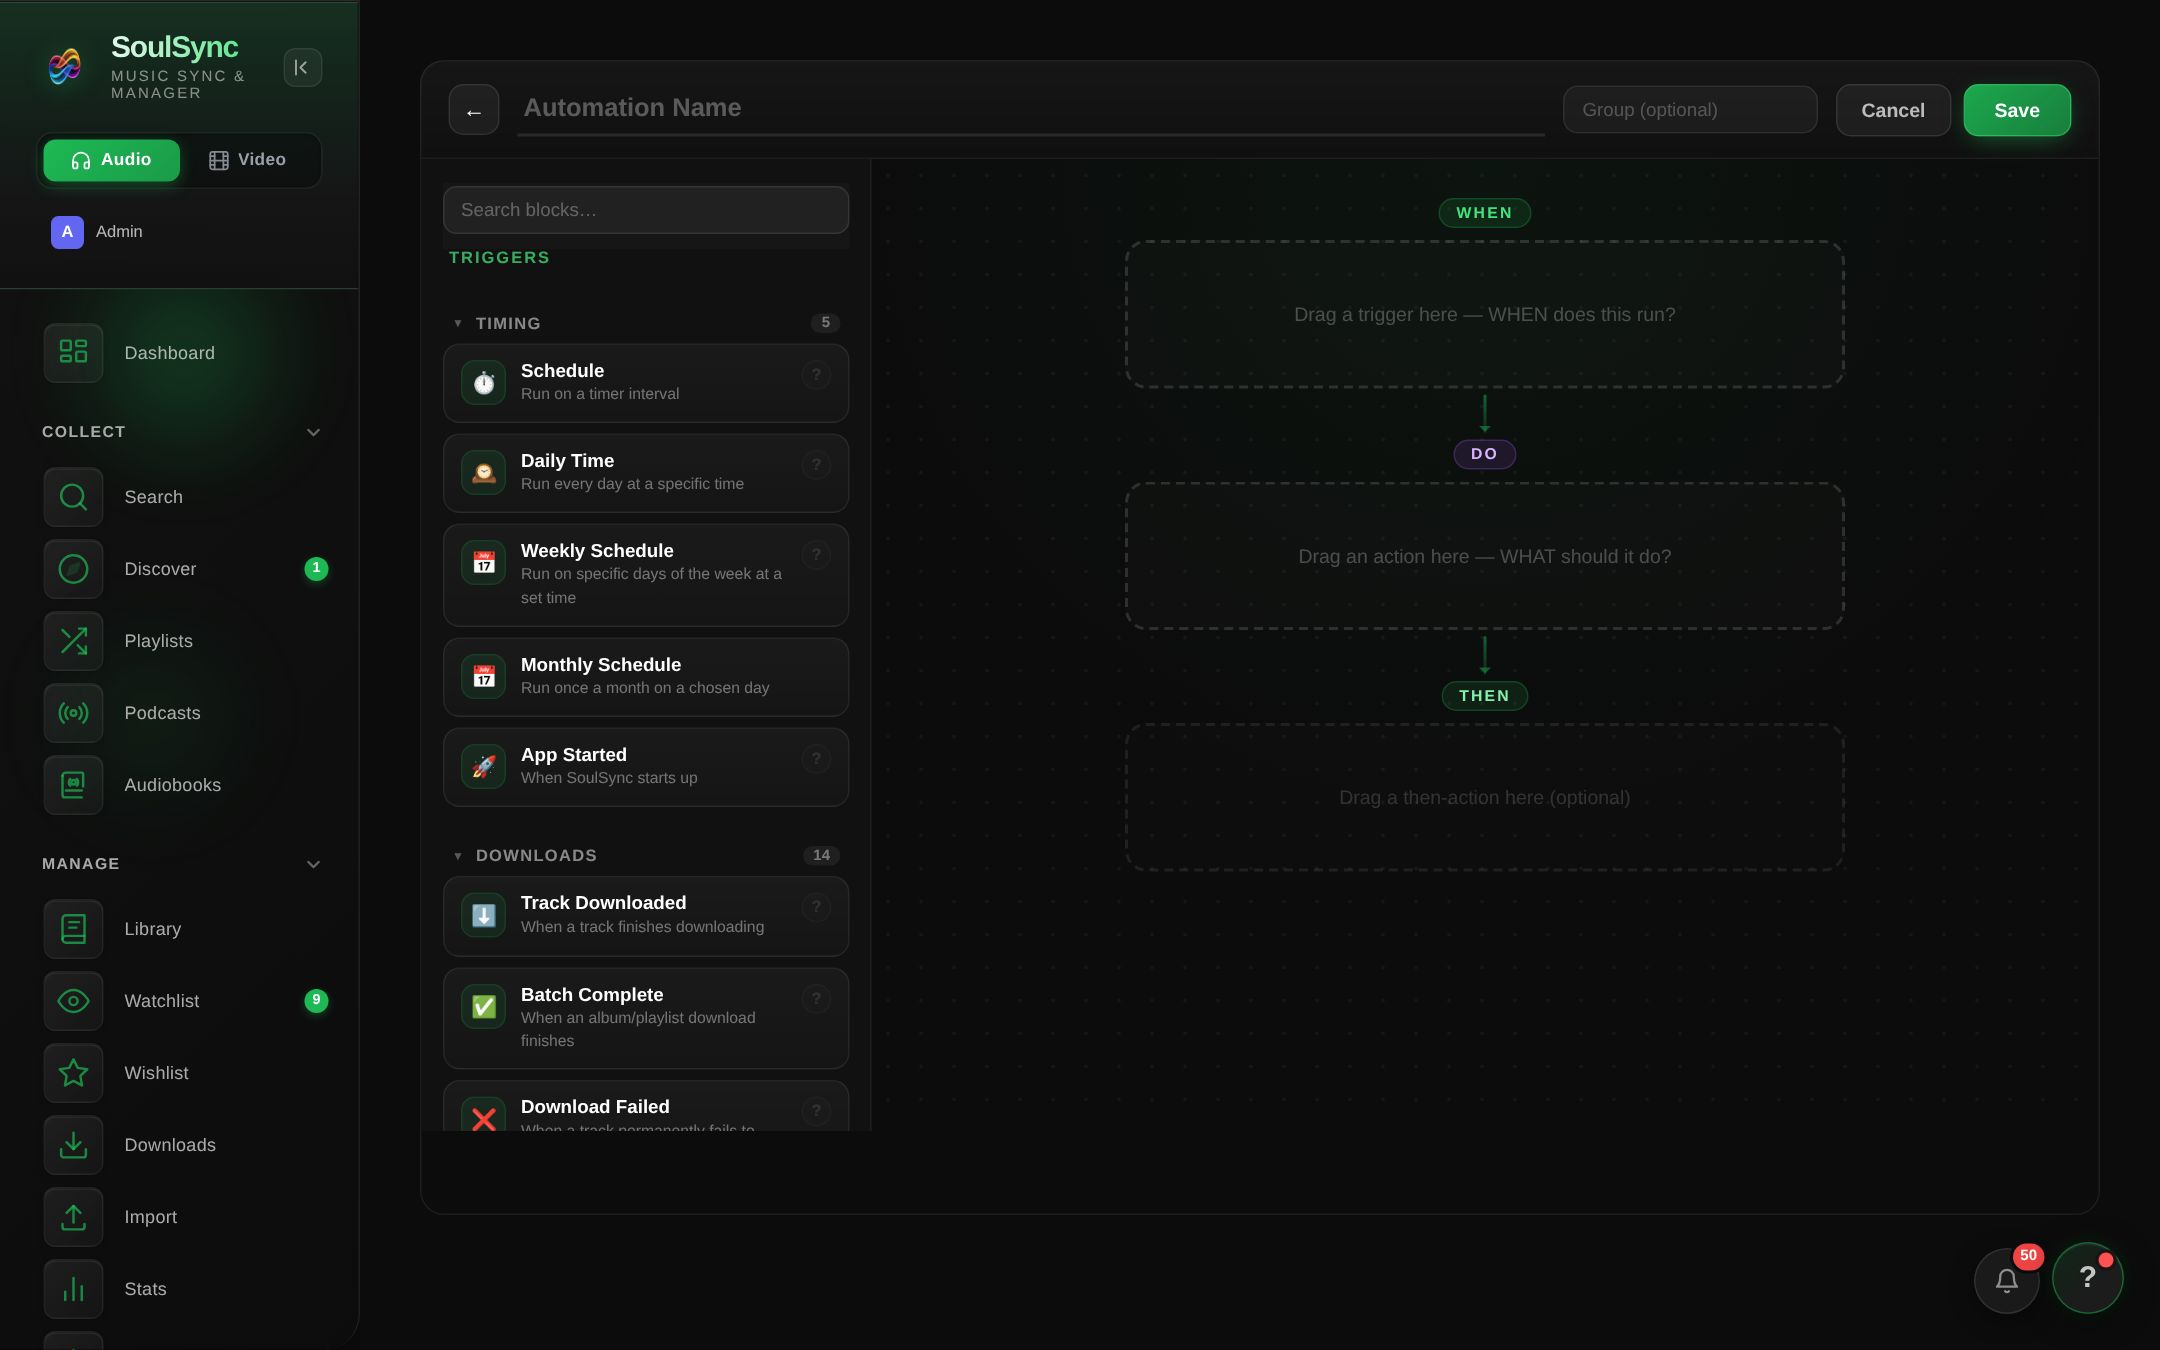 SoulSync
MUSIC SYNC &
MANAGER
Audio
Video
A
Admin
Dashboard
COLLECT
Search
Discover
1
Playlists
Podcasts
Audiobooks
MANAGE
Library
Watchlist
9
Wishlist
Downloads
Import
Stats
←
Automation Name
Group (optional)
Cancel
Save
Search blocks…
TRIGGERS
▼ TIMING
5
Schedule
Run on a timer interval
?
Daily Time
Run every day at a specific time
?
Weekly Schedule
Run on specific days of the week at a
set time
?
Monthly Schedule
Run once a month on a chosen day
?
App Started
When SoulSync starts up
?
▼ DOWNLOADS
14
Track Downloaded
When a track finishes downloading
?
Batch Complete
When an album/playlist download
finishes
?
Download Failed
When a track permanently fails to
?
WHEN
Drag a trigger here — WHEN does this run?
DO
Drag an action here — WHAT should it do?
THEN
Drag a then-action here (optional)
50
?